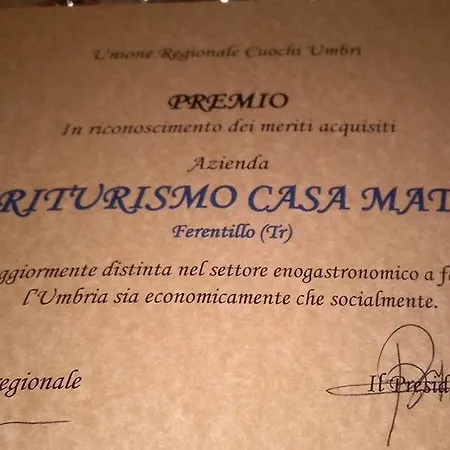 Unione Regionale Cuochi Umbri
PREMIO
In riconoscimento dei meriti acquisiti
Azienda
RITURISMO CASA MAT
Ferentillo (Tr)
ggiormente distinta nel settore enogastronomico a f
l'Umbria sia economicamente che socialmente.
egionale
Il Presid